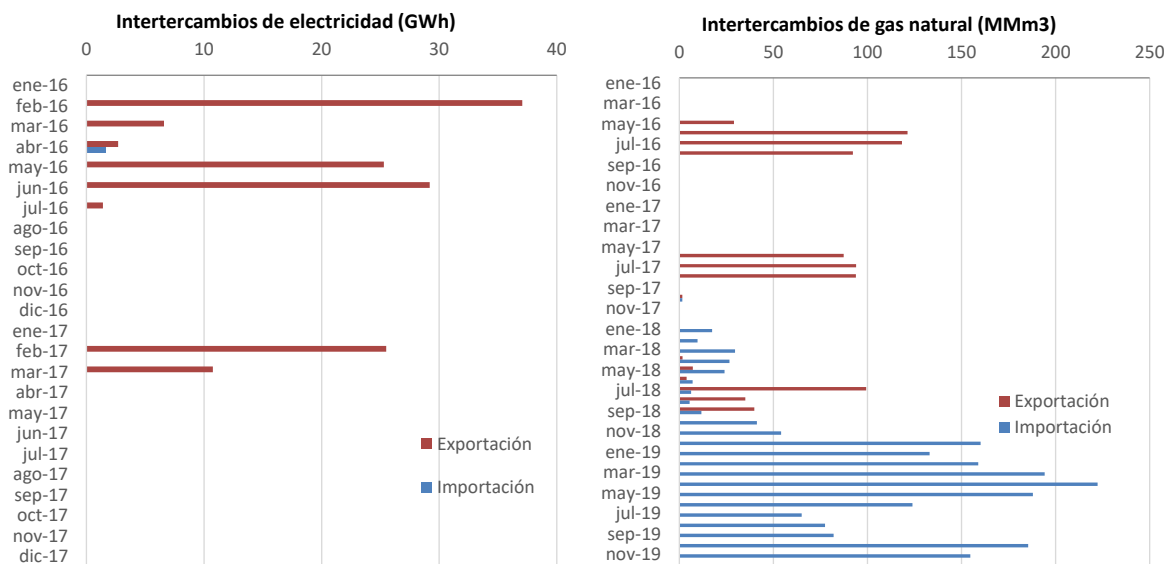 Intertercambios de electricidad (GWh)
0 10 20 30 40
ene-16
feb-16
mar-16
abr-16
may-16
jun-16
jul-16
ago-16
sep-16
oct-16
nov-16
dic-16
ene-17
feb-17
mar-17
abr-17
may-17
jun-17
jul-17
ago-17
sep-17
oct-17
nov-17
dic-17
Exportación
Importación
Intertercambios de gas natural (MMm3)
0 50 100 150 200 250
ene-16
mar-16
may-16
jul-16
sep-16
nov-16
ene-17
mar-17
may-17
jul-17
sep-17
nov-17
ene-18
mar-18
may-18
jul-18
sep-18
nov-18
ene-19
mar-19
may-19
jul-19
sep-19
nov-19
Exportación
Importación